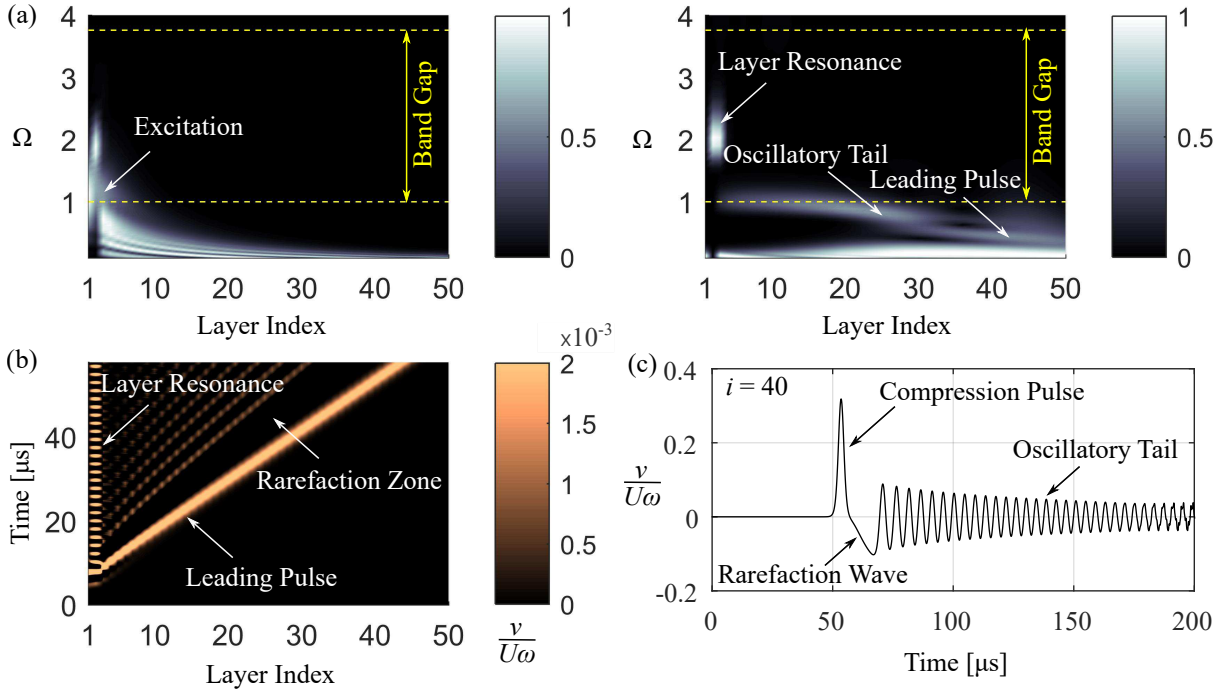 (a)
4
3
2
1
Ω
Excitation
Band Gap
1 10 20 30 40 50
Layer Index
1
0.5
0
4
3
2
1
Ω
Layer Resonance
Oscillatory Tail
Leading Pulse
Band Gap
1 10 20 30 40 50
Layer Index
1
0.5
0
(b)
Time [μs]
40
20
0
Layer Resonance
Rarefaction Zone
Leading Pulse
1 10 20 30 40 50
Layer Index
x10⁻³
2
1.5
1
0.5
0
v
Uω
(c)
v
Uω
0.4
0.2
0
-0.2
i = 40
Compression Pulse
Oscillatory Tail
Rarefaction Wave
0 50 100 150 200
Time [μs]